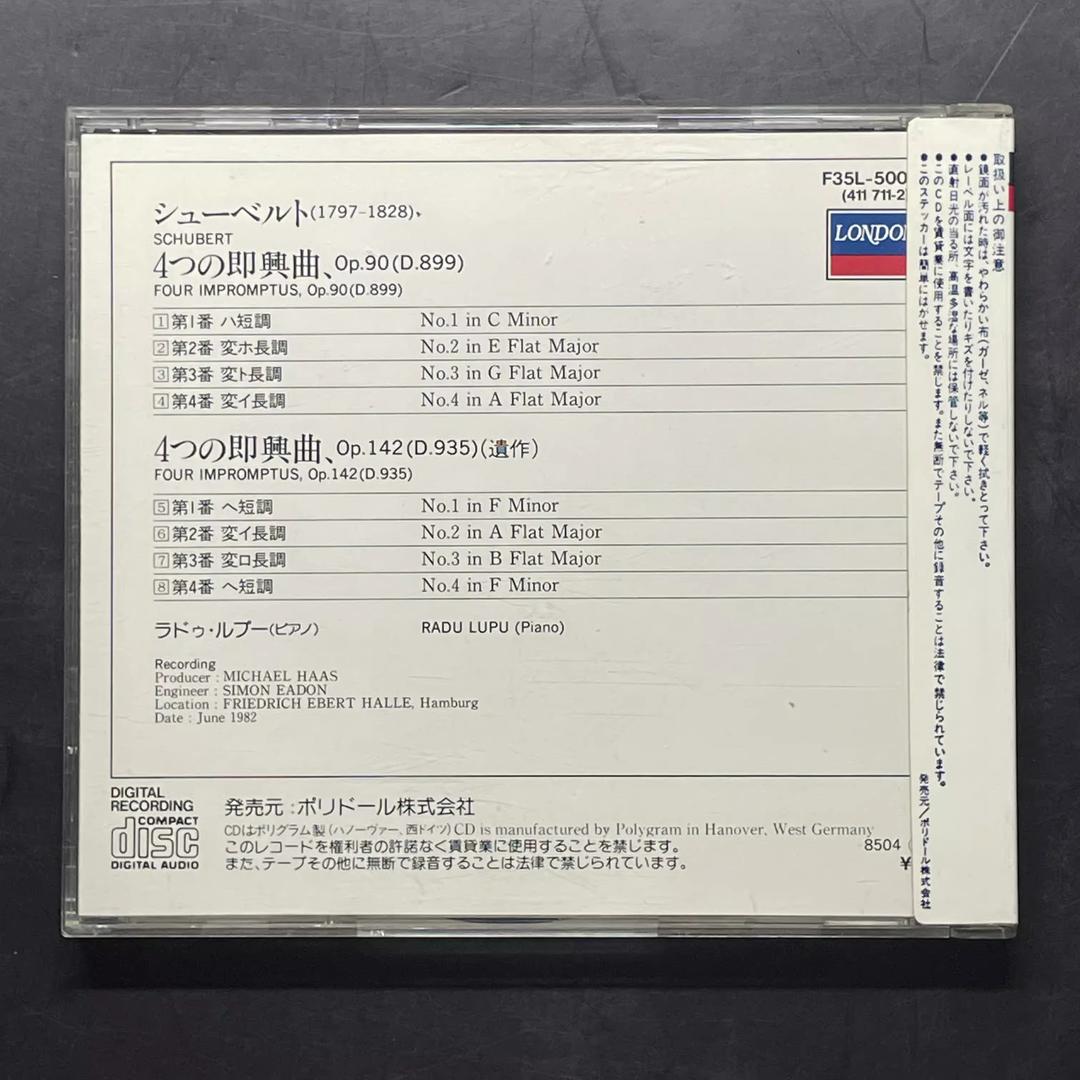 シューベルト(1797-1828)、
SCHUBERT
4つの即興曲、Op.90(D.899)
FOUR IMPROMPTUS, Op.90(D.899)
1 第1番 ハ短調 No.1 in C Minor
2 第2番 変ホ長調 No.2 in E Flat Major
3 第3番 変ト長調 No.3 in G Flat Major
4 第4番 変イ長調 No.4 in A Flat Major
4つの即興曲、Op.142(D.935)(遺作)
FOUR IMPROMPTUS, Op.142(D.935)
5 第1番 ヘ短調 No.1 in F Minor
6 第2番 変イ長調 No.2 in A Flat Major
7 第3番 変ロ長調 No.3 in B Flat Major
8 第4番 ヘ短調 No.4 in F Minor
ラドゥ・ルプー(ピアノ) RADU LUPU (Piano)
Recording
Producer : MICHAEL HAAS
Engineer : SIMON EADON
Location : FRIEDRICH EBERT HALLE, Hamburg
Date : June 1982
F35L-500
(411 711-2
LONDON
DIGITAL
RECORDING
COMPACT
disc
DIGITAL AUDIO
発売元:ポリドール株式会社
CDはポリグラム製(ハノーヴァー、西ドイツ)CD is manufactured by Polygram in Hanover, West Germany
このレコードを権利者の許諾なく賃貸業に使用することを禁じます。
また、テープその他に無断で録音することは法律で禁じられています。
8504
¥
取扱い上の御注意
●鏡面が汚れた時は、やわらかい布(ガーゼ、ネル等)で軽く拭きとって下さい。
●レーベル面には文字を書いたりキズを付けたりしないで下さい。
●直射日光の当る所、高温多湿な場所には保管しないで下さい。
●このCDを賃貸業に使用することを禁じます。また無断でテープその他に録音することは法律で禁じられています。
●このステッカーは簡単にはがせます。
発売元/ポリドール株式会社